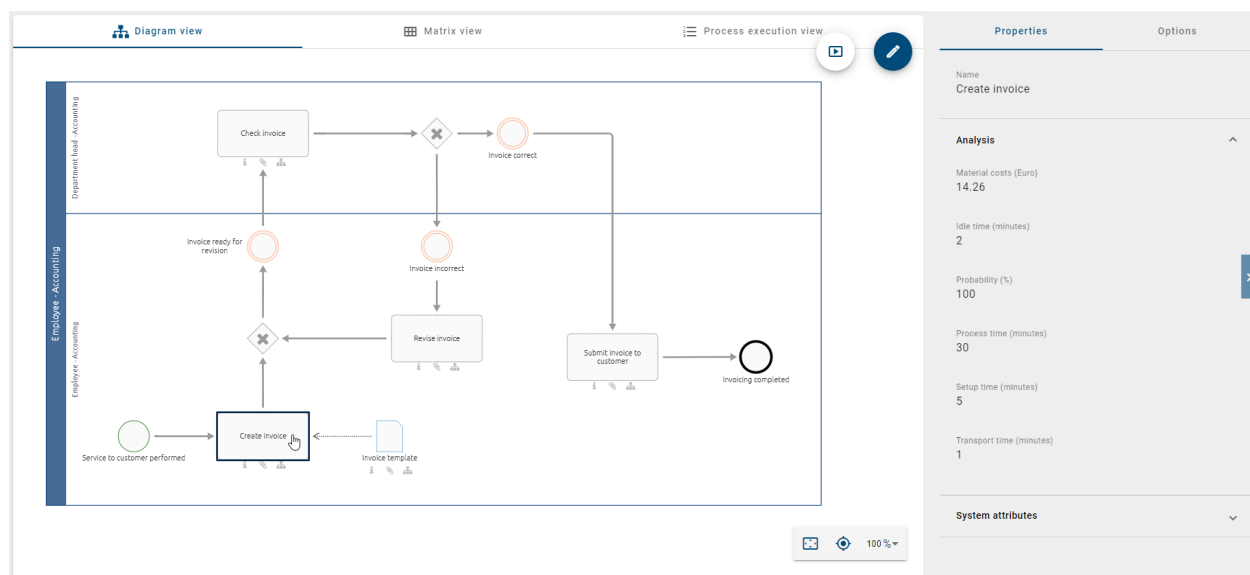 Diagram view
Matrix view
Process execution view
Properties
Options
Name
Create invoice
Analysis
Material costs (Euro)
14.26
Idle time (minutes)
2
Probability (%)
100
Process time (minutes)
30
Setup time (minutes)
5
Transport time (minutes)
1
System attributes
Employee - Accounting
Department head - Accounting
Check invoice
Invoice correct
Employee - Accounting
Invoice ready for
revision
Invoice incorrect
Revise invoice
Submit invoice to
customer
Invoicing completed
Service to customer performed
Create invoice
Invoice template
100 %